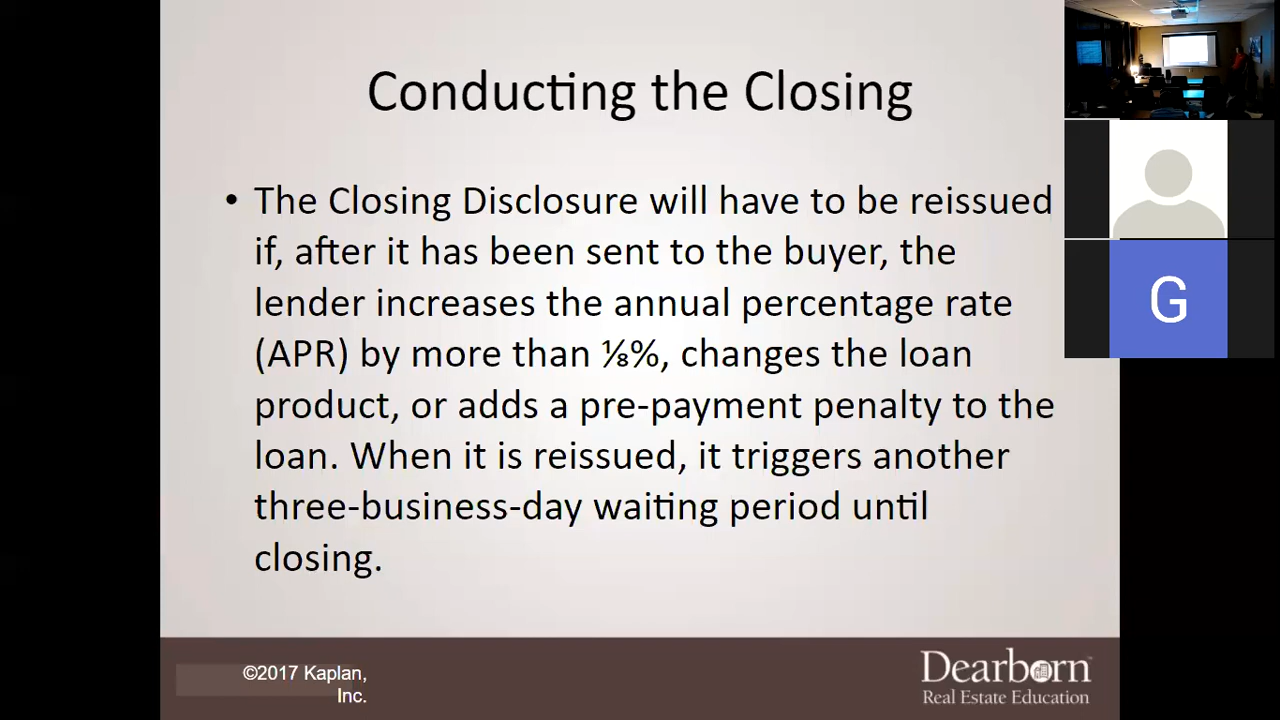 Conducting the Closing
• The Closing Disclosure will have to be reissued
if, after it has been sent to the buyer, the
lender increases the annual percentage rate
(APR) by more than ⅛%, changes the loan
product, or adds a pre-payment penalty to the
loan. When it is reissued, it triggers another
three-business-day waiting period until
closing.
G
©2017 Kaplan,
Inc.
Dearborn
Real Estate Education